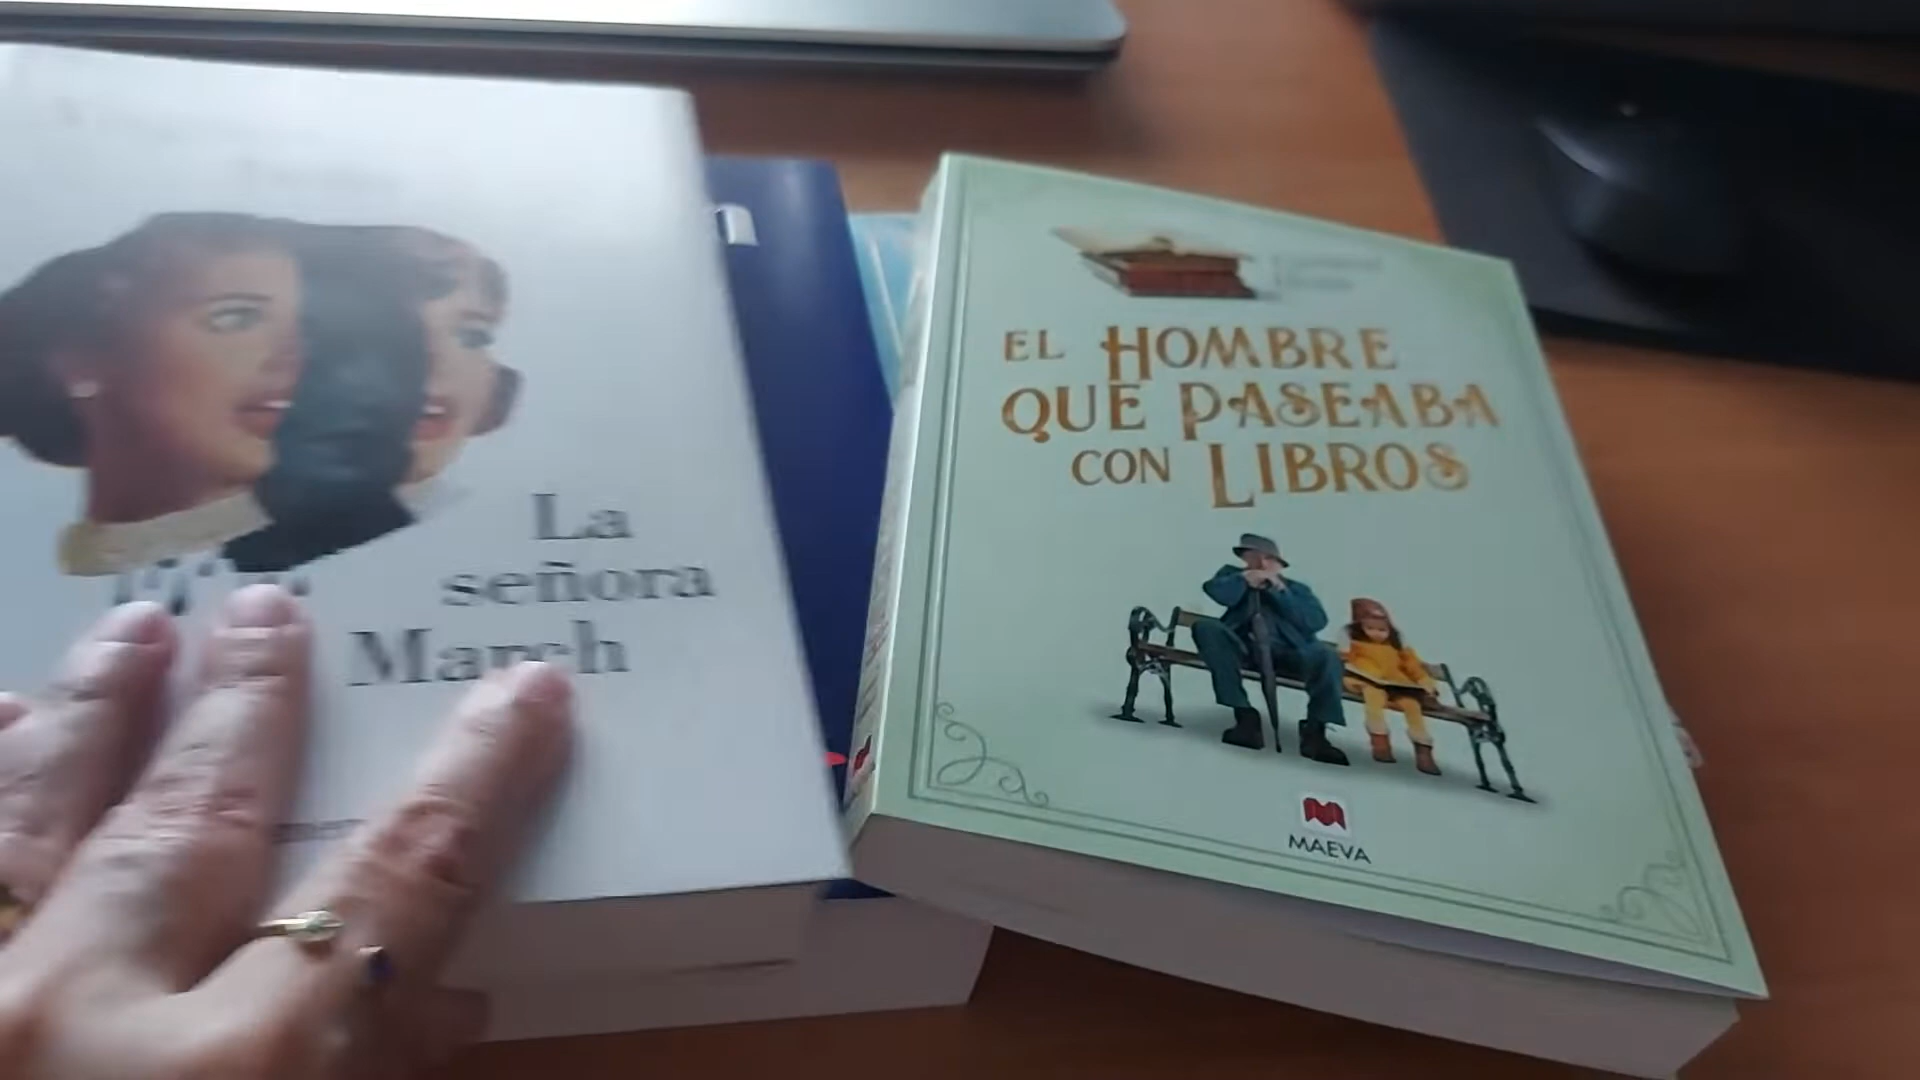 La
señora
March
n
EL HOMBRE
QUE PASEABA
CON LIBROS
MAEVA